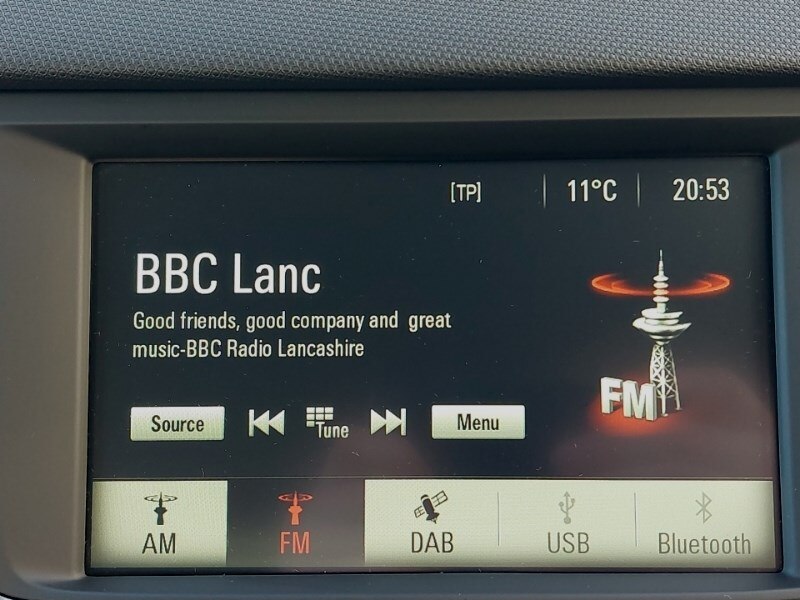 [TP] 11°C 20:53
BBC Lanc
Good friends, good company and great
music-BBC Radio Lancashire
FM
Source Tune Menu
AM FM DAB USB Bluetooth